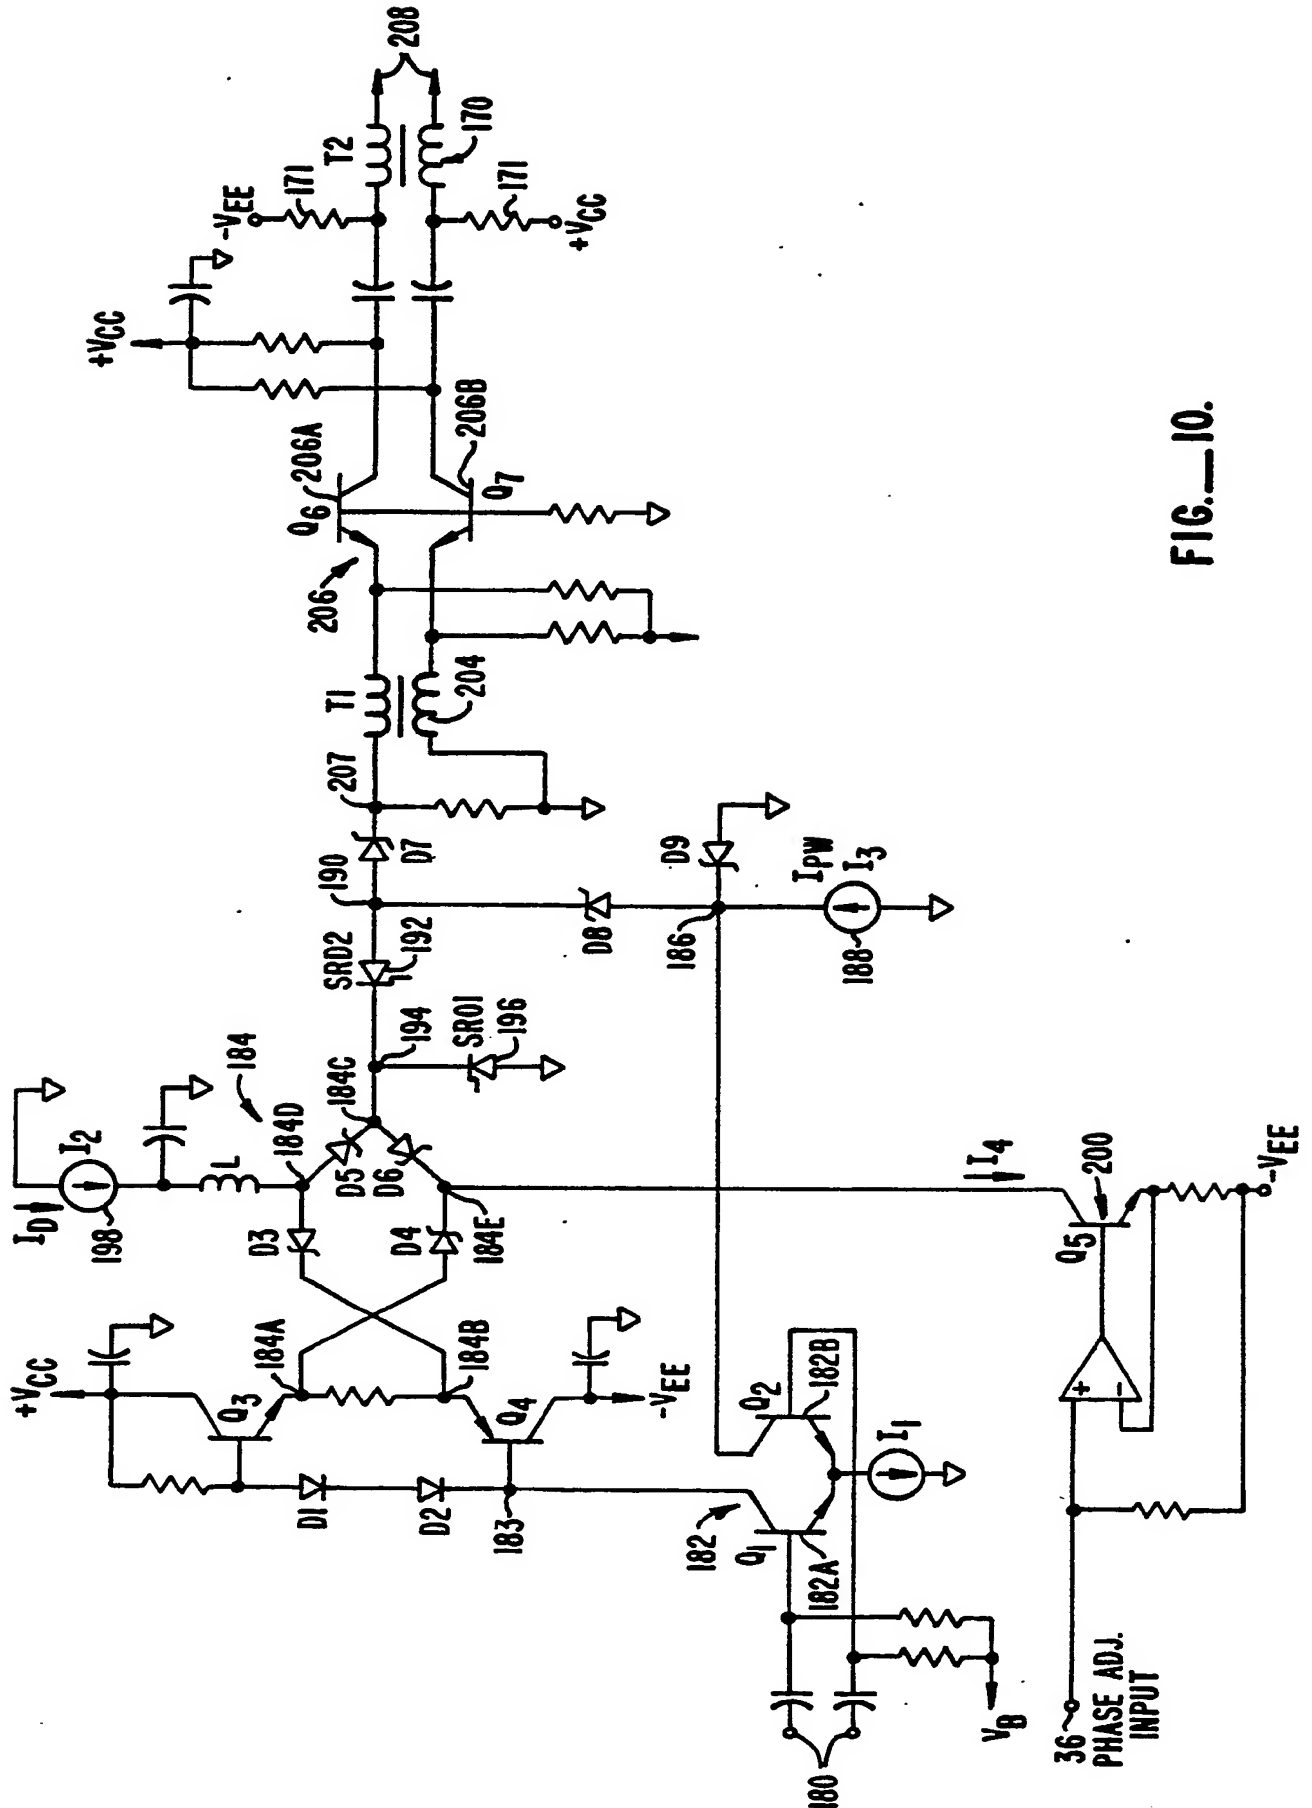 +VCC
ID
I2
198
L
184
184D
D3
D5
184C
D6
D4
184E
Q3
184A
184B
Q4
-VEE
D1
D2
183
194
SRD1
196
SRD2
192
190
D7
207
T1
204
206
Q6
206A
Q7
206B
+VCC
-VEE
171
171
+VCC
T2
170
208
D8
D9
186
IPW
I3
188
182
Q1
182A
Q2
182B
I1
180
VB
I4
Q5
200
-VEE
+
-
36
PHASE ADJ.
INPUT
FIG.__10.